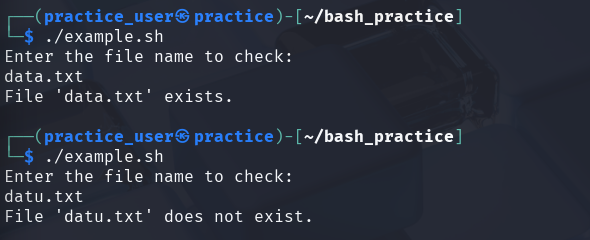 ┌──(practice_user㉿practice)-[~/bash_practice]
└─$ ./example.sh
Enter the file name to check:
data.txt
File 'data.txt' exists.
┌──(practice_user㉿practice)-[~/bash_practice]
└─$ ./example.sh
Enter the file name to check:
datu.txt
File 'datu.txt' does not exist.